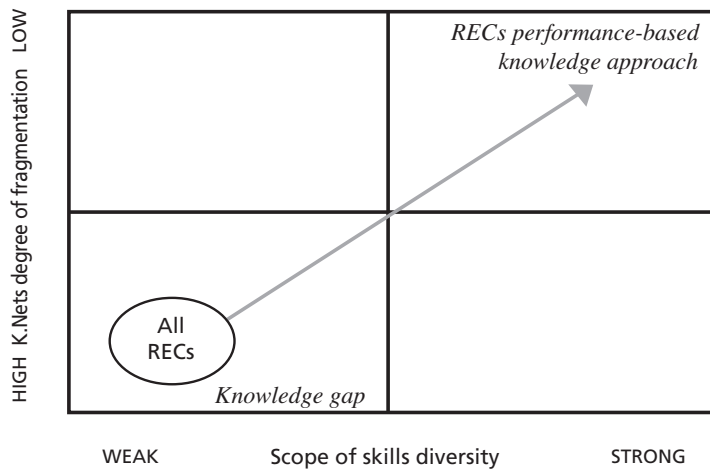 RECs performance-based
knowledge approach
HIGH K.Nets degree of fragmentation LOW
All
RECs
Knowledge gap
WEAK Scope of skills diversity STRONG